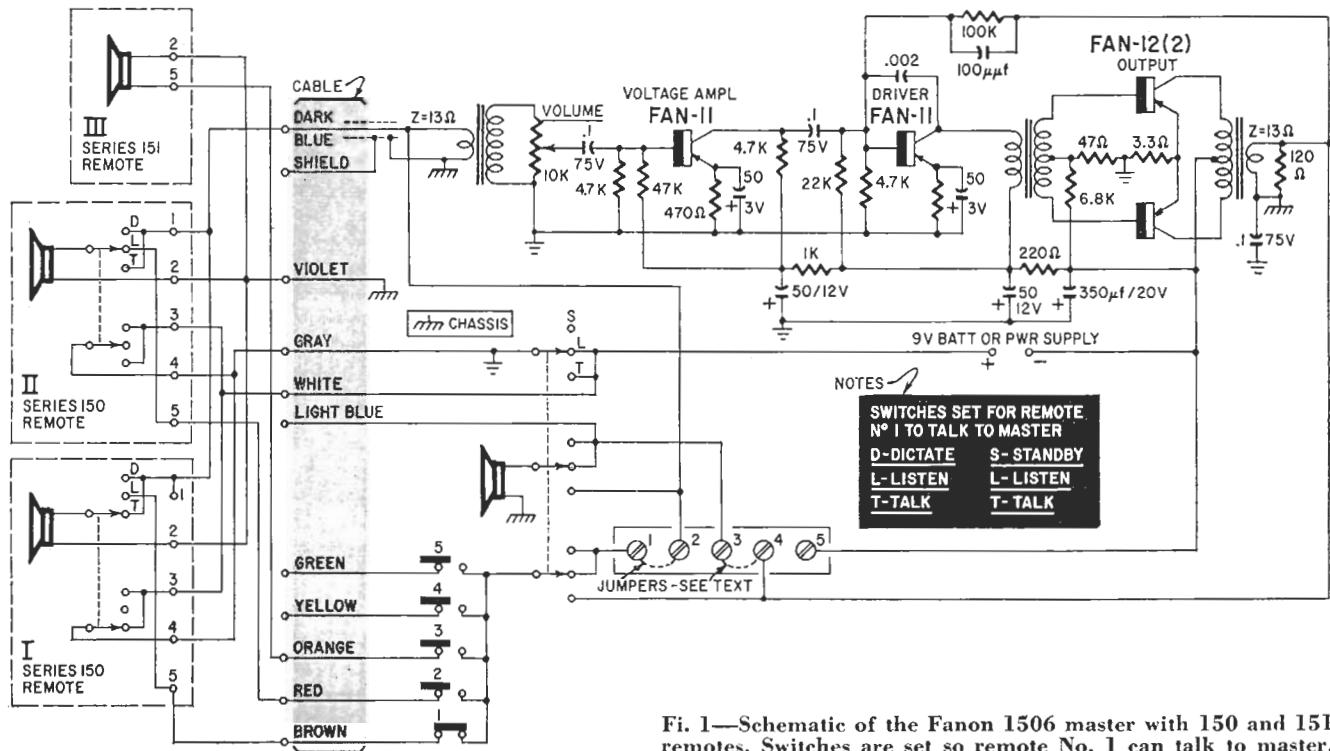 2
5
III
SERIES 151
REMOTE
CABLE
DARK
BLUE
SHIELD
Z=13Ω
VOLUME
10K
.1
75V
4.7K
47K
VOLTAGE AMPL
FAN-11
470Ω
50
+ 3V
4.7K
.1
75V
22K
.002
DRIVER
FAN-11
4.7K
50
+ 3V
100K
100μμf
FAN-12(2)
OUTPUT
47Ω
3.3Ω
6.8K
Z=13Ω
120
Ω
.1 75V
1K
+ 50/12V
220Ω
+ 50
12V
+ 350μf/20V
D
L
T
1
2
3
4
5
II
SERIES 150
REMOTE
VIOLET
CHASSIS
GRAY
WHITE
LIGHT BLUE
S
L
T
9V BATT OR PWR SUPPLY
+ −
NOTES
SWITCHES SET FOR REMOTE
Nº 1 TO TALK TO MASTER
D-DICTATE S-STANDBY
L-LISTEN L-LISTEN
T-TALK T-TALK
D
L
T
1
2
3
4
5
I
SERIES 150
REMOTE
GREEN
YELLOW
ORANGE
RED
BROWN
5
4
3
2
1
1 2 3 4 5
JUMPERS-SEE TEXT
Fi. 1—Schematic of the Fanon 1506 master with 150 and 151
remotes. Switches are set so remote No. 1 can talk to master.